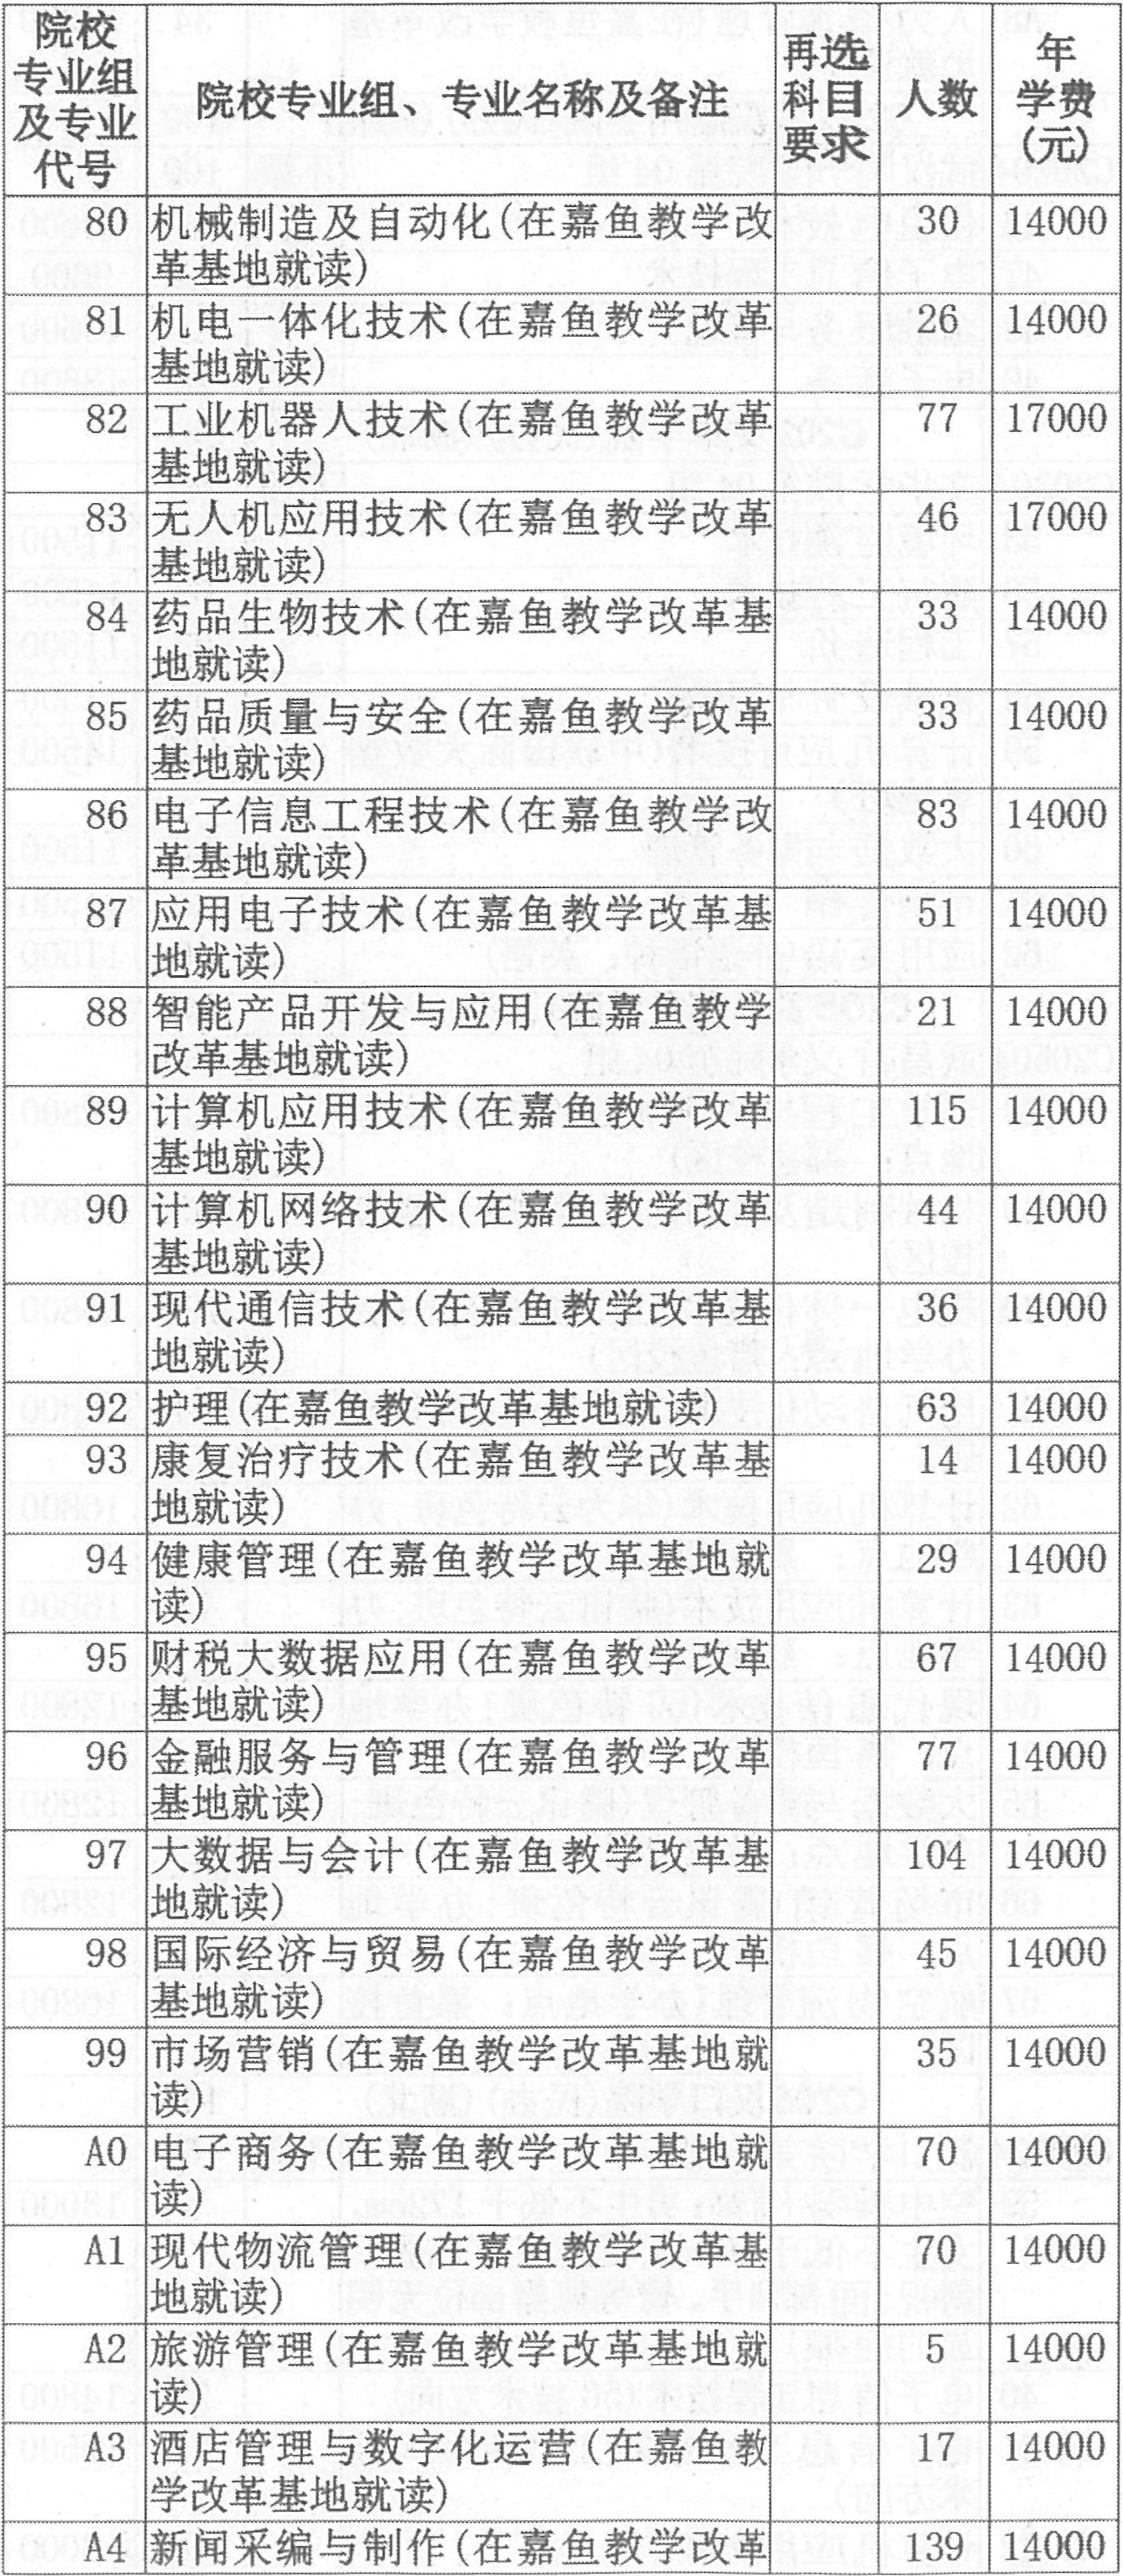 院校
专业组
及专业
代号
院校专业组、专业名称及备注
再选
科目
要求
人数
年
学费
(元)
80 机械制造及自动化(在嘉鱼教学改 30 14000
革基地就读)
81 机电一体化技术(在嘉鱼教学改革 26 14000
基地就读)
82 工业机器人技术(在嘉鱼教学改革 77 17000
基地就读)
83 无人机应用技术(在嘉鱼教学改革 46 17000
基地就读)
84 药品生物技术(在嘉鱼教学改革基 33 14000
地就读)
85 药品质量与安全(在嘉鱼教学改革 33 14000
基地就读)
86 电子信息工程技术(在嘉鱼教学改 83 14000
革基地就读)
87 应用电子技术(在嘉鱼教学改革基 51 14000
地就读)
88 智能产品开发与应用(在嘉鱼教学 21 14000
改革基地就读)
89 计算机应用技术(在嘉鱼教学改革 115 14000
基地就读)
90 计算机网络技术(在嘉鱼教学改革 44 14000
基地就读)
91 现代通信技术(在嘉鱼教学改革基 36 14000
地就读)
92 护理(在嘉鱼教学改革基地就读) 63 14000
93 康复治疗技术(在嘉鱼教学改革基 14 14000
地就读)
94 健康管理(在嘉鱼教学改革基地就 29 14000
读)
95 财税大数据应用(在嘉鱼教学改革 67 14000
基地就读)
96 金融服务与管理(在嘉鱼教学改革 77 14000
基地就读)
97 大数据与会计(在嘉鱼教学改革基 104 14000
地就读)
98 国际经济与贸易(在嘉鱼教学改革 45 14000
基地就读)
99 市场营销(在嘉鱼教学改革基地就 35 14000
读)
A0 电子商务(在嘉鱼教学改革基地就 70 14000
读)
A1 现代物流管理(在嘉鱼教学改革基 70 14000
地就读)
A2 旅游管理(在嘉鱼教学改革基地就 5 14000
读)
A3 酒店管理与数字化运营(在嘉鱼教 17 14000
学改革基地就读)
A4 新闻采编与制作(在嘉鱼教学改革 139 14000